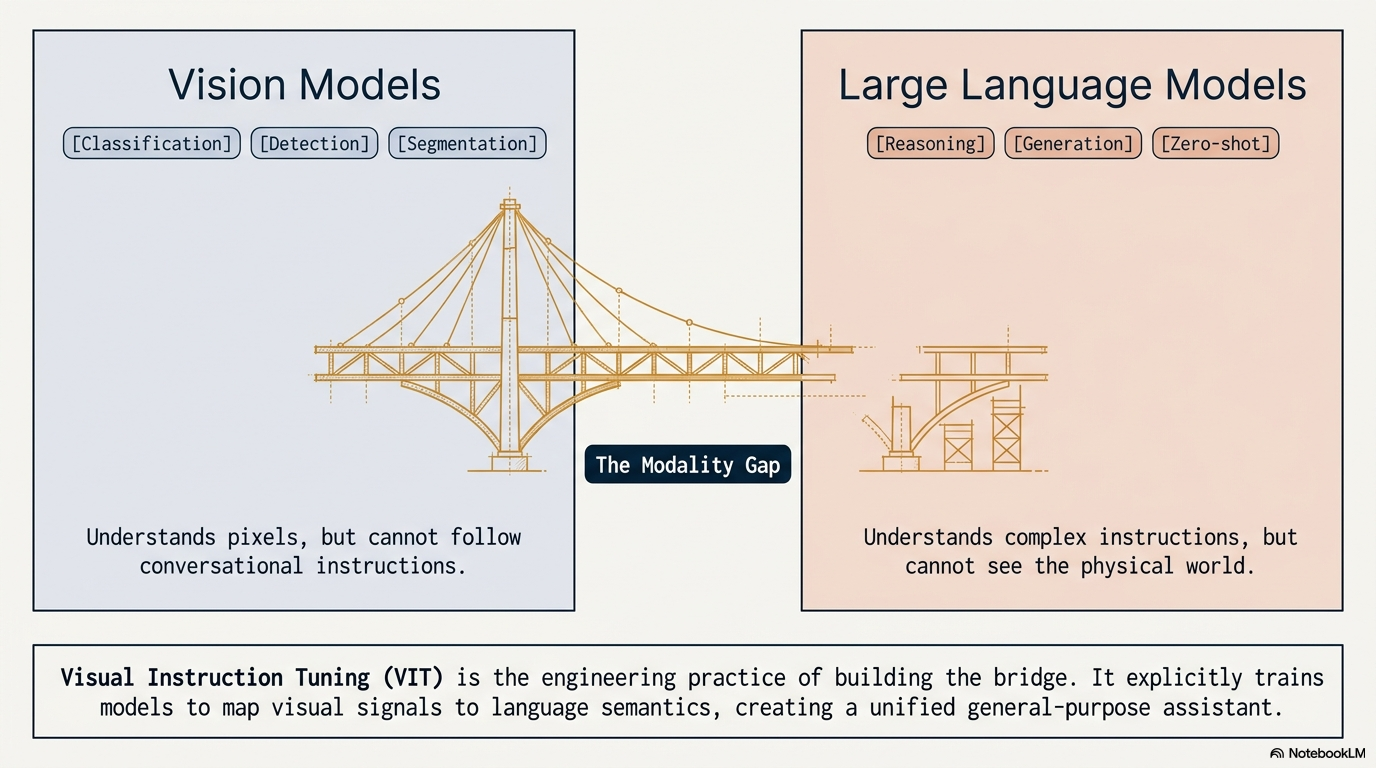 Vision Models
[Classification] [Detection] [Segmentation]
Understands pixels, but cannot follow
conversational instructions.
The Modality Gap
Large Language Models
[Reasoning] [Generation] [Zero-shot]
Understands complex instructions, but
cannot see the physical world.
Visual Instruction Tuning (VIT) is the engineering practice of building the bridge. It explicitly trains
models to map visual signals to language semantics, creating a unified general-purpose assistant.
NotebookLM